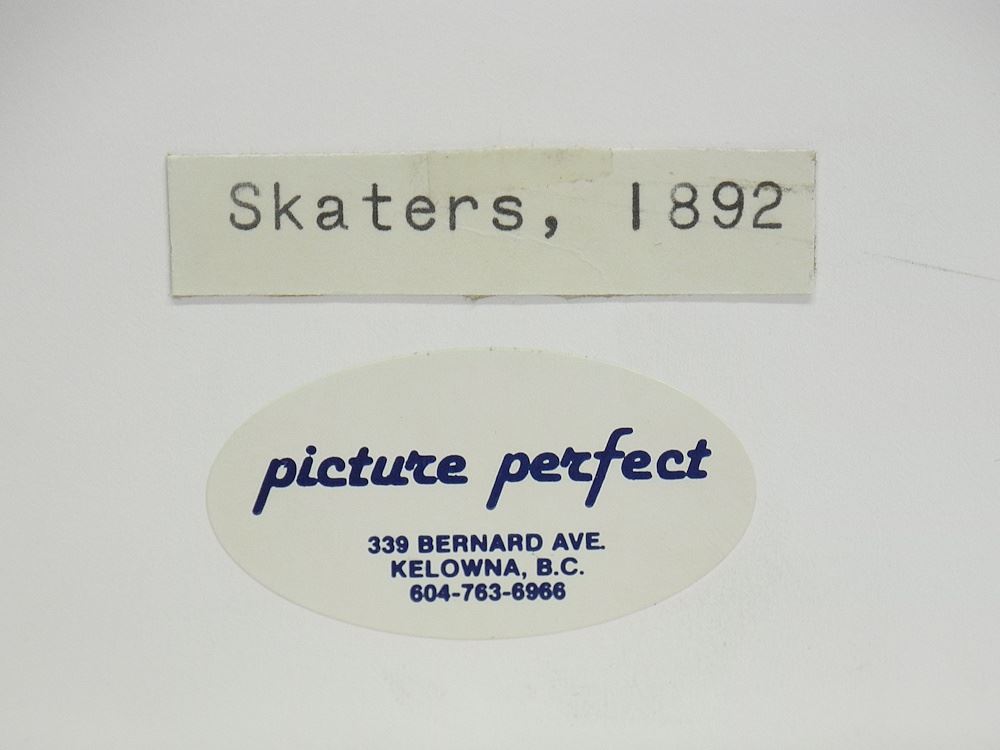 Skaters, 1892
picture perfect
339 BERNARD AVE.
KELOWNA, B.C.
604-763-6966